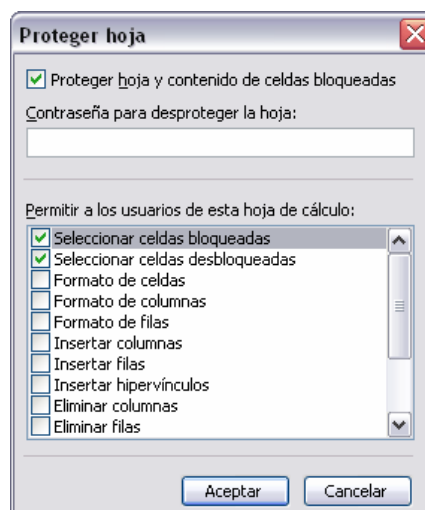 Proteger hoja
Proteger hoja y contenido de celdas bloqueadas
Contraseña para desproteger la hoja:
Permitir a los usuarios de esta hoja de cálculo:
Seleccionar celdas bloqueadas
Seleccionar celdas desbloqueadas
Formato de celdas
Formato de columnas
Formato de filas
Insertar columnas
Insertar filas
Insertar hipervínculos
Eliminar columnas
Eliminar filas
Aceptar Cancelar